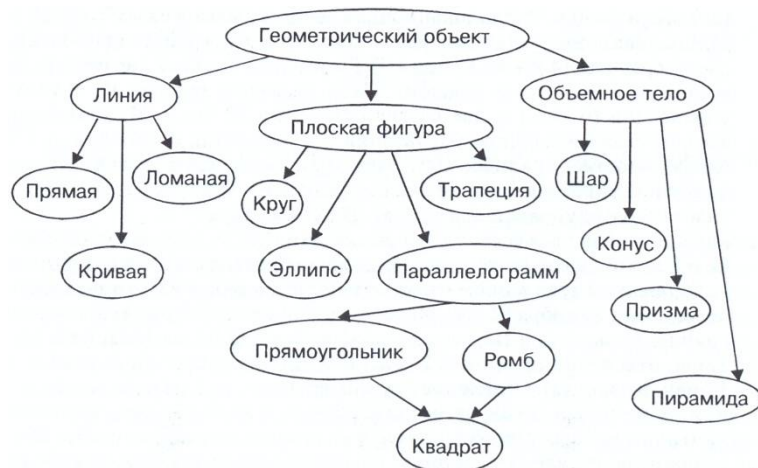 Геометрический объект
Линия
Объемное тело
Плоская фигура
Прямая
Ломаная
Круг
Трапеция
Шар
Конус
Кривая
Эллипс
Параллелограмм
Призма
Прямоугольник
Ромб
Пирамида
Квадрат